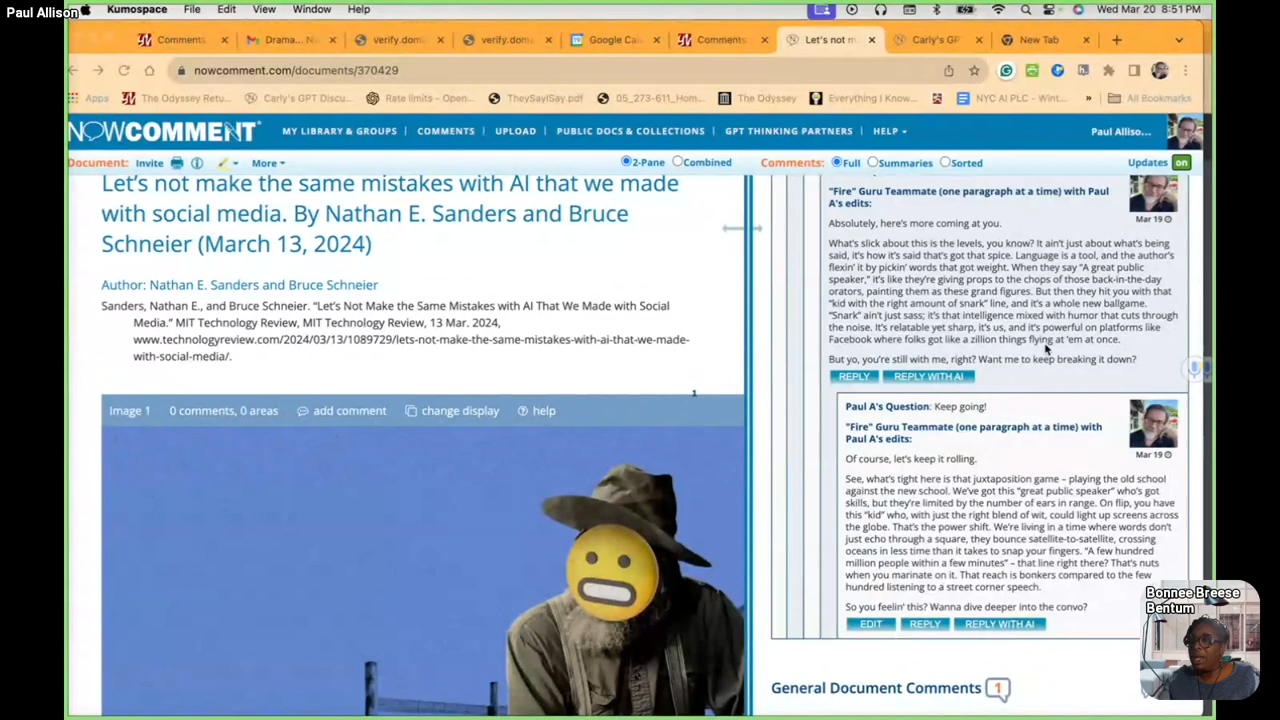 Paul Allison
Kumospace File Edit View Window Help Wed Mar 20 8:51 PM
Comments Drama... N verify.dom verify.dom Google Cal Comments Let's not m Carly's GP New Tab
nowcomment.com/documents/370429
Apps The Odyssey Retu... Carly's GPT Discu... Rate limits - Open... TheySaylSay.pdf 05_273-611_Hom... The Odyssey Everything I Know... NYC AI PLC - Wint... » All Bookmarks
NOWCOMMENT MY LIBRARY & GROUPS | COMMENTS | UPLOAD | PUBLIC DOCS & COLLECTIONS | GPT THINKING PARTNERS | HELP Paul Alliso...
Document: Invite More 2-Pane Combined Comments: Full Summaries Sorted Updates on
Let's not make the same mistakes with AI that we made
with social media. By Nathan E. Sanders and Bruce
Schneier (March 13, 2024)
Author: Nathan E. Sanders and Bruce Schneier
Sanders, Nathan E., and Bruce Schneier. "Let's Not Make the Same Mistakes with AI That We Made with Social
Media." MIT Technology Review, MIT Technology Review, 13 Mar. 2024,
www.technologyreview.com/2024/03/13/1089729/lets-not-make-the-same-mistakes-with-ai-that-we-made-
with-social-media/.
1
Image 1 0 comments, 0 areas add comment change display help
"Fire" Guru Teammate (one paragraph at a time) with Paul
A's edits:
Mar 19
Absolutely, here's more coming at you.
What's slick about this is the levels, you know? It ain't just about what's being
said, it's how it's said that's got that spice. Language is a tool, and the author's
flexin' it by pickin' words that got weight. When they say "A great public
speaker," it's like they're giving props to the chops of those back-in-the-day
orators, painting them as these grand figures. But then they hit you with that
"kid with the right amount of snark" line, and it's a whole new ballgame.
"Snark" ain't just sass; it's that intelligence mixed with humor that cuts through
the noise. It's relatable yet sharp, it's us, and it's powerful on platforms like
Facebook where folks got like a zillion things flying at 'em at once.
But yo, you're still with me, right? Want me to keep breaking it down?
REPLY REPLY WITH AI
Paul A's Question: Keep going!
"Fire" Guru Teammate (one paragraph at a time) with
Paul A's edits:
Mar 19
Of course, let's keep it rolling.
See, what's tight here is that juxtaposition game – playing the old school
against the new school. We've got this "great public speaker" who's got
skills, but they're limited by the number of ears in range. On flip, you have
this "kid" who, with just the right blend of wit, could light up screens across
the globe. That's the power shift. We're living in a time where words don't
just echo through a square, they bounce satellite-to-satellite, crossing
oceans in less time than it takes to snap your fingers. "A few hundred
million people within a few minutes" – that line right there? That's nuts
when you marinate on it. That reach is bonkers compared to the few
hundred listening to a street corner speech.
So you feelin' this? Wanna dive deeper into the convo?
EDIT REPLY REPLY WITH AI
General Document Comments 1
Bonnee Breese
Bentum